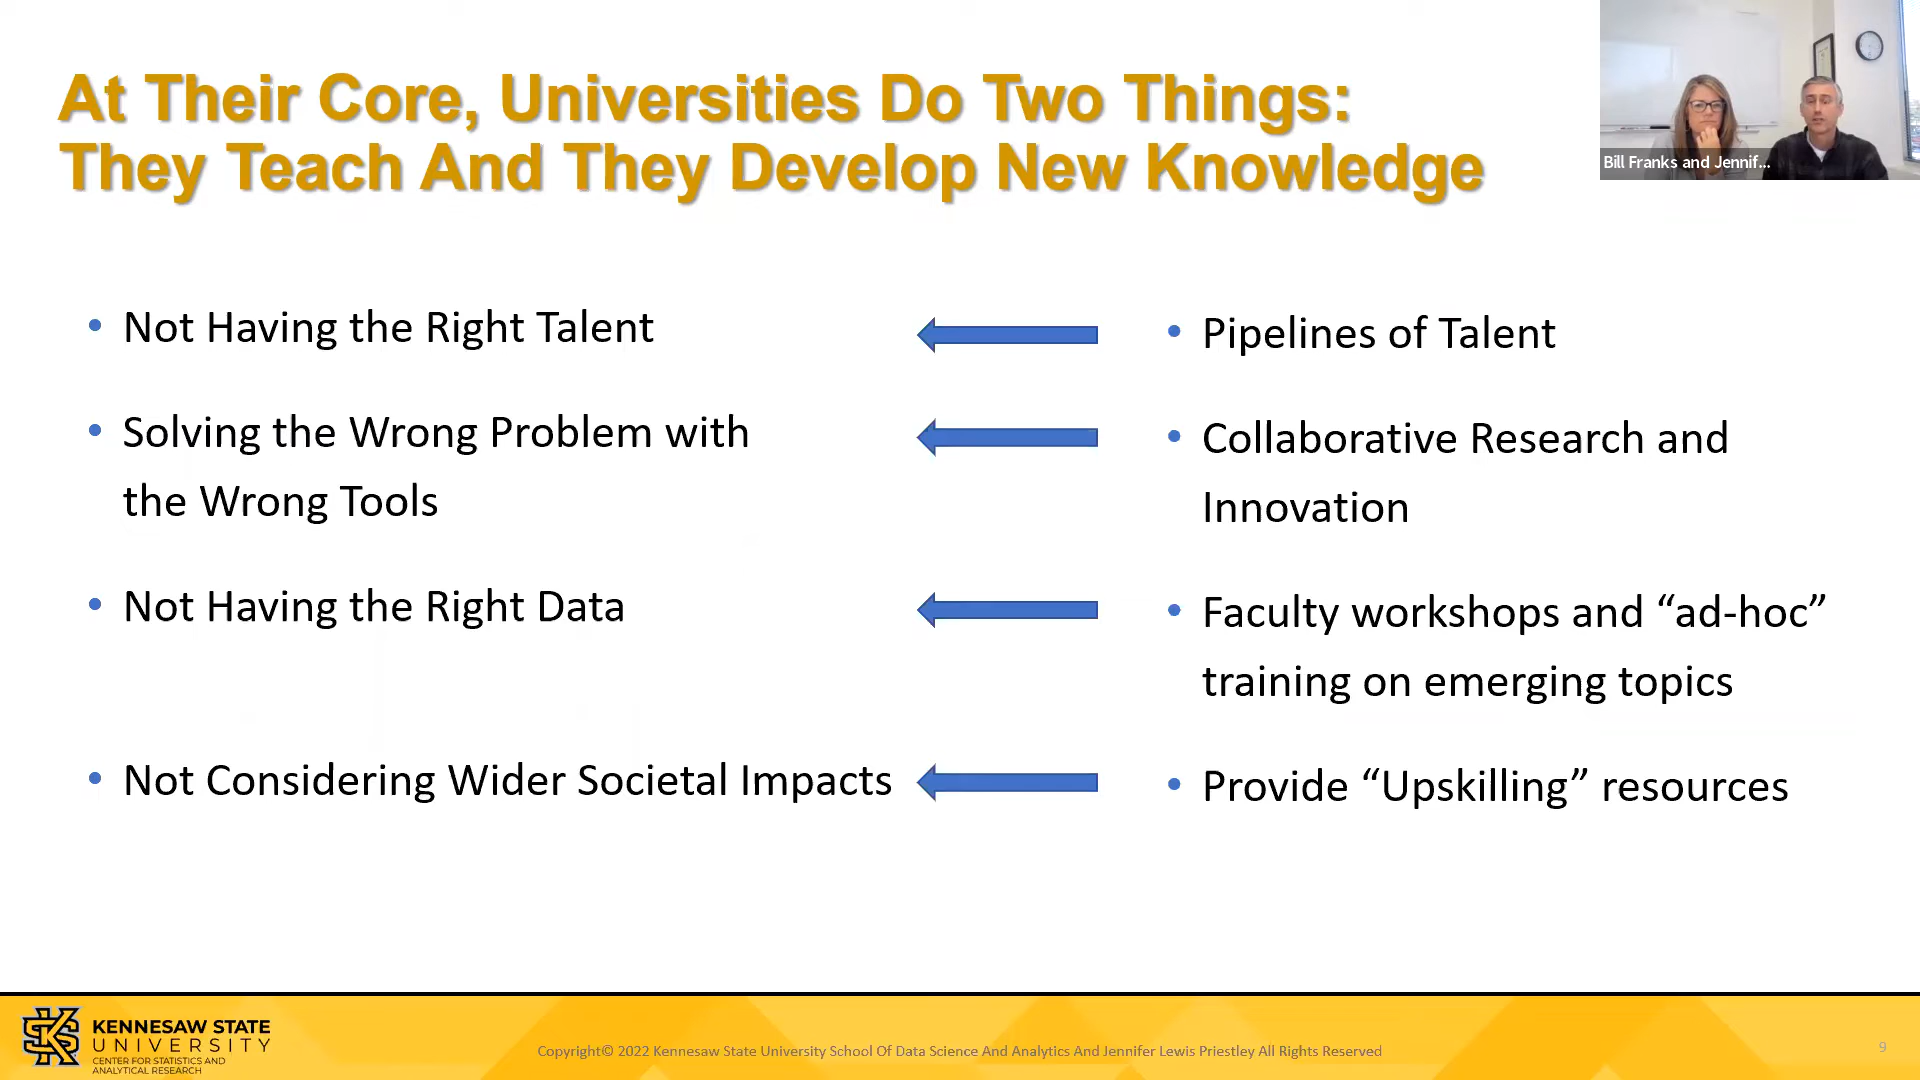 At Their Core, Universities Do Two Things:
They Teach And They Develop New Knowledge
Bill Franks and Jennif...
• Not Having the Right Talent
• Solving the Wrong Problem with
the Wrong Tools
• Not Having the Right Data
• Not Considering Wider Societal Impacts
• Pipelines of Talent
• Collaborative Research and
Innovation
• Faculty workshops and “ad-hoc”
training on emerging topics
• Provide “Upskilling” resources
KS
KENNESAW STATE
UNIVERSITY
CENTER FOR STATISTICS AND
ANALYTICAL RESEARCH
Copyright© 2022 Kennesaw State University School Of Data Science And Analytics And Jennifer Lewis Priestley All Rights Reserved
9